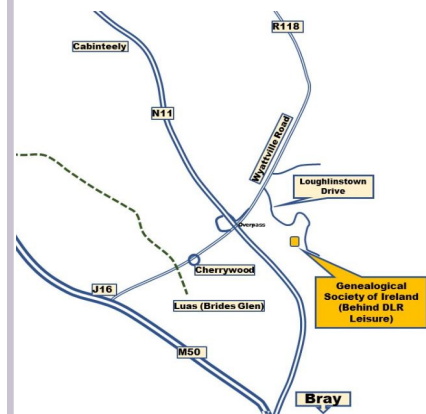 R118
Cabinteely
N11
Wyattville Road
Loughlinstown
Drive
Overpass
Cherrywood
Genealogical
Society of Ireland
(Behind DLR
Leisure)
J16
Luas (Brides Glen)
M50
Bray